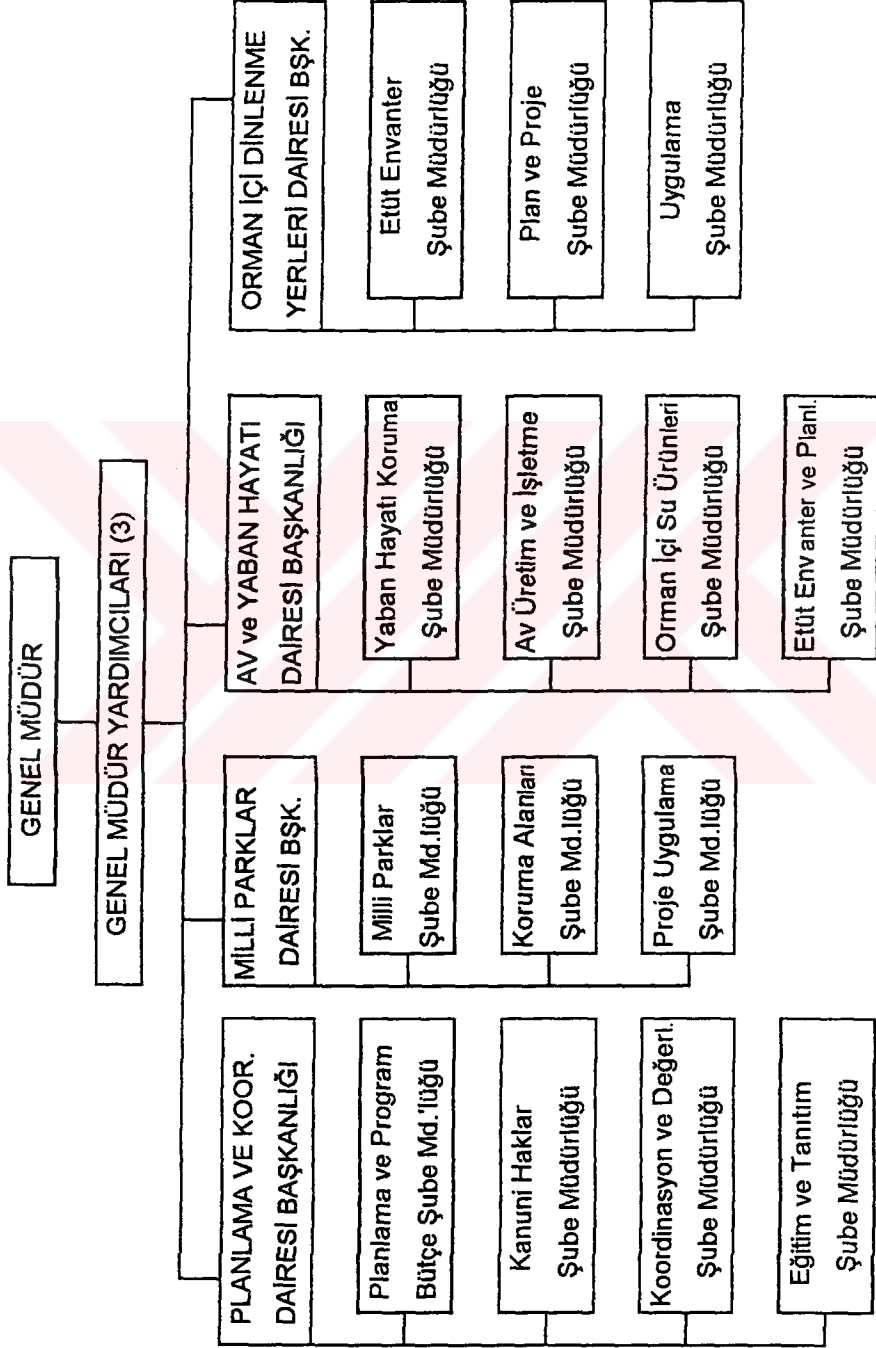 GENEL MÜDÜR
GENEL MÜDÜR YARDIMCILARI (3)
PLANLAMA VE KOOR.
DAİRESİ BAŞKANLIĞI
Planlama ve Program
Bütçe Şube Md.'lüğü
Kanuni Haklar
Şube Müdürlüğü
Koordinasyon ve Değerl.
Şube Müdürlüğü
Eğitim ve Tanıtım
Şube Müdürlüğü
MİLLİ PARKLAR
DAİRESİ BŞK.
Milli Parklar
Şube Md.lüğü
Koruma Alanları
Şube Md.lüğü
Proje Uygulama
Şube Md.lüğü
AV ve YABAN HAYATI
DAİRESİ BAŞKANLIĞI
Yaban Hayatı Koruma
Şube Müdürlüğü
Av Üretim ve İşletme
Şube Müdürlüğü
Orman İçi Su Ürünleri
Şube Müdürlüğü
Etüt Envanter ve Planl.
Şube Müdürlüğü
ORMAN İÇİ DİNLENME
YERLERİ DAİRESİ BŞK.
Etüt Envanter
Şube Müdürlüğü
Plan ve Proje
Şube Müdürlüğü
Uygulama
Şube Müdürlüğü